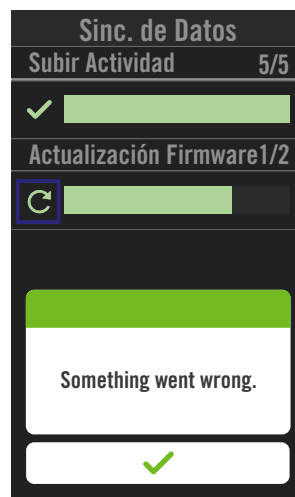 Sinc. de Datos
Subir Actividad 5/5
Actualización Firmware1/2
Something went wrong.